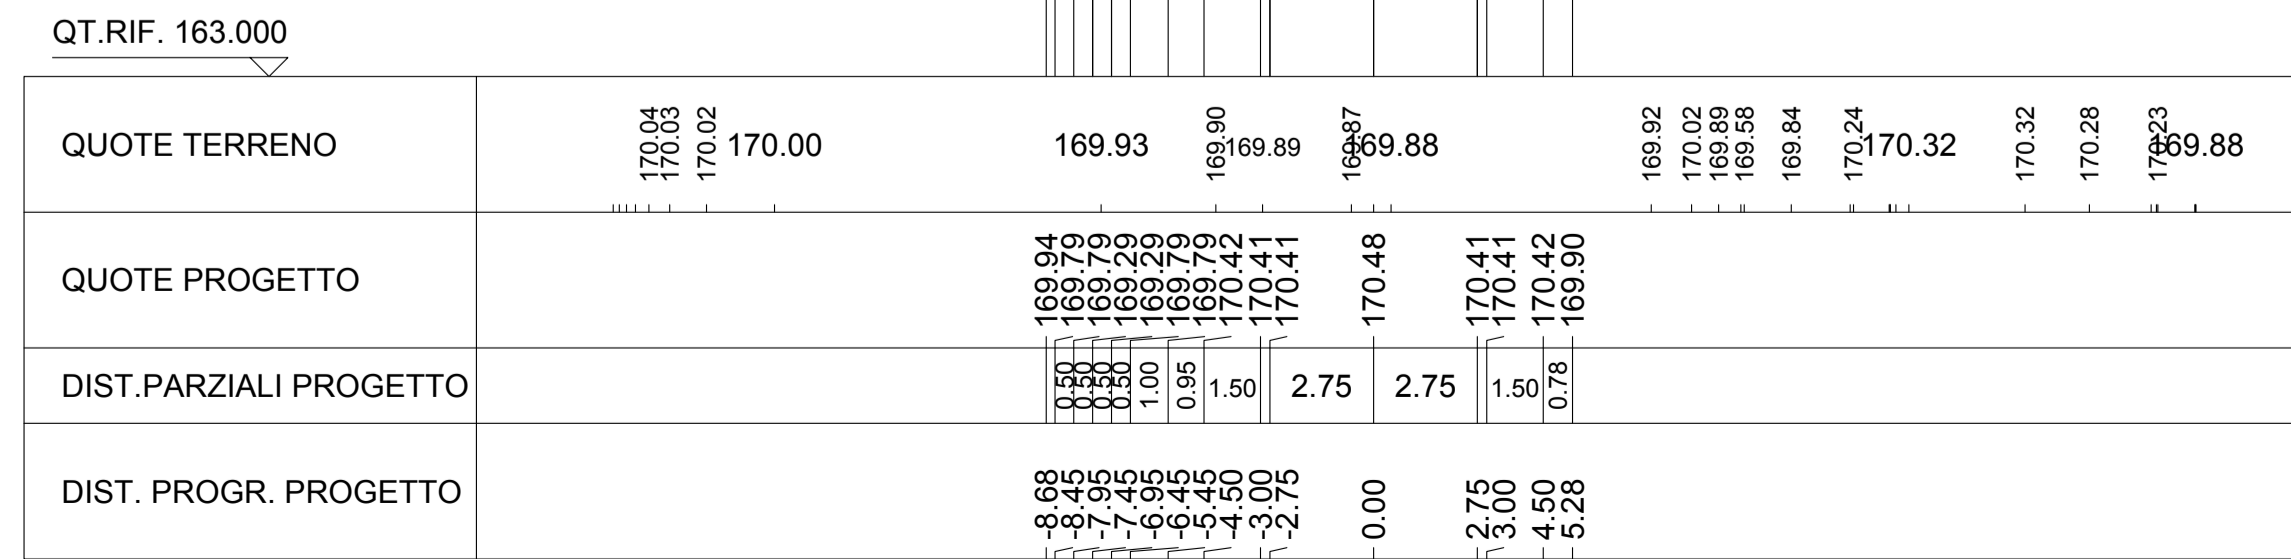 QT.RIF. 163.000
QUOTE TERRENO 170.04 170.03 170.02 170.00 169.93 169.90 169.89 169.87 169.88 169.92 170.02 169.89 169.58 169.84 170.24 170.32 170.32 170.28 170.23 169.88
QUOTE PROGETTO 169.94 169.79 169.79 169.29 169.29 169.79 169.79 170.42 170.41 170.41 170.48 170.41 170.41 170.42 169.90
DIST.PARZIALI PROGETTO 0.50 0.50 0.50 0.50 1.00 0.95 1.50 2.75 2.75 1.50 0.78
DIST. PROGR. PROGETTO -8.68 -8.45 -7.95 -7.45 -6.95 -6.45 -5.45 -4.50 -3.00 -2.75 0.00 2.75 3.00 4.50 5.28